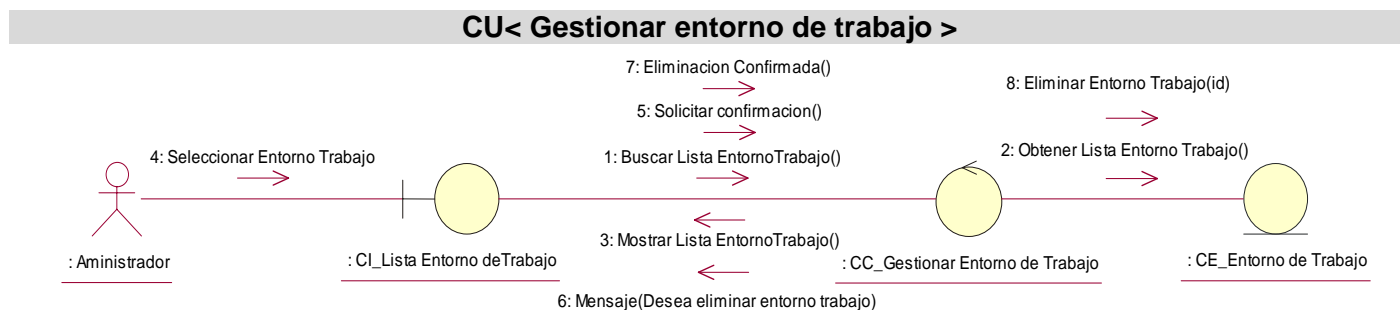 CU< Gestionar entorno de trabajo >
7: Eliminacion Confirmada()
8: Eliminar Entorno Trabajo(id)
5: Solicitar confirmacion()
4: Seleccionar Entorno Trabajo
1: Buscar Lista EntornoTrabajo()
2: Obtener Lista Entorno Trabajo()
3: Mostrar Lista EntornoTrabajo()
: Aministrador
: CI_Lista Entorno deTrabajo
: CC_Gestionar Entorno de Trabajo
: CE_Entorno de Trabajo
6: Mensaje(Desea eliminar entorno trabajo)